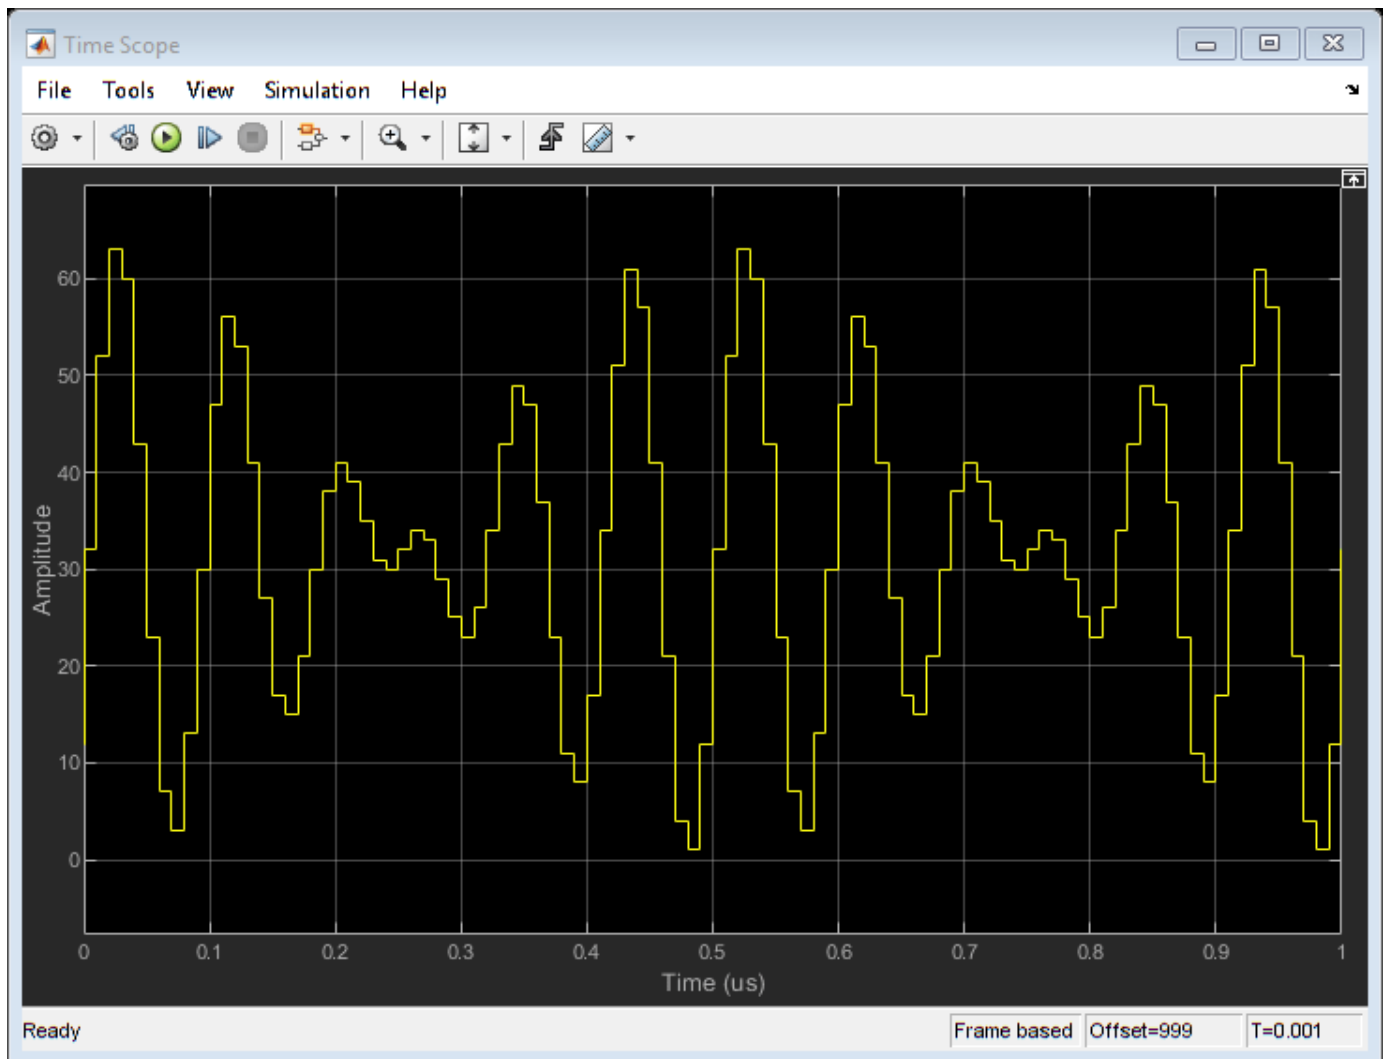 Time Scope
File Tools View Simulation Help
60
50
40
30
20
10
0
Amplitude
0 0.1 0.2 0.3 0.4 0.5 0.6 0.7 0.8 0.9 1
Time (us)
Ready Frame based Offset=999 T=0.001